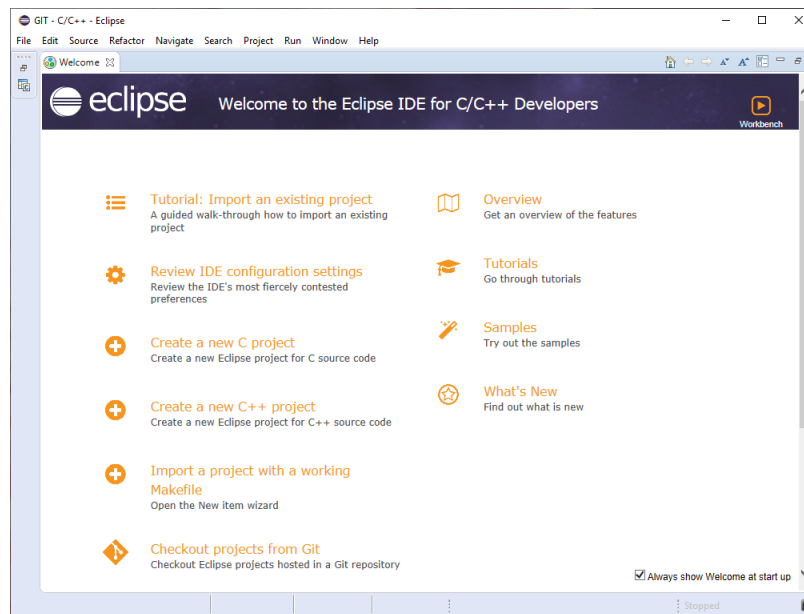 GIT - C/C++ - Eclipse
File Edit Source Refactor Navigate Search Project Run Window Help
Welcome
eclipse Welcome to the Eclipse IDE for C/C++ Developers
Workbench
Tutorial: Import an existing project
A guided walk-through how to import an existing
project
Review IDE configuration settings
Review the IDE's most fiercely contested
preferences
Create a new C project
Create a new Eclipse project for C source code
Create a new C++ project
Create a new Eclipse project for C++ source code
Import a project with a working
Makefile
Open the New item wizard
Checkout projects from Git
Checkout Eclipse projects hosted in a Git repository
Overview
Get an overview of the features
Tutorials
Go through tutorials
Samples
Try out the samples
What's New
Find out what is new
Always show Welcome at start up
Stopped